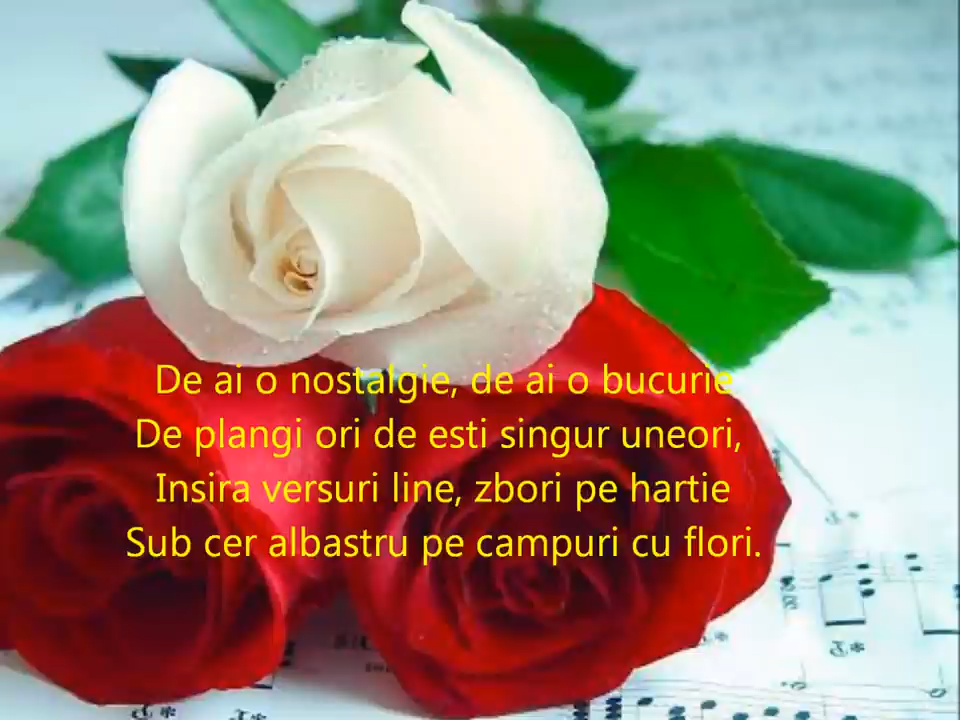 De ai o nostalgie, de ai o bucurie
De plangi ori de esti singur uneori,
Insira versuri line, zbori pe hartie
Sub cer albastru pe campuri cu flori.